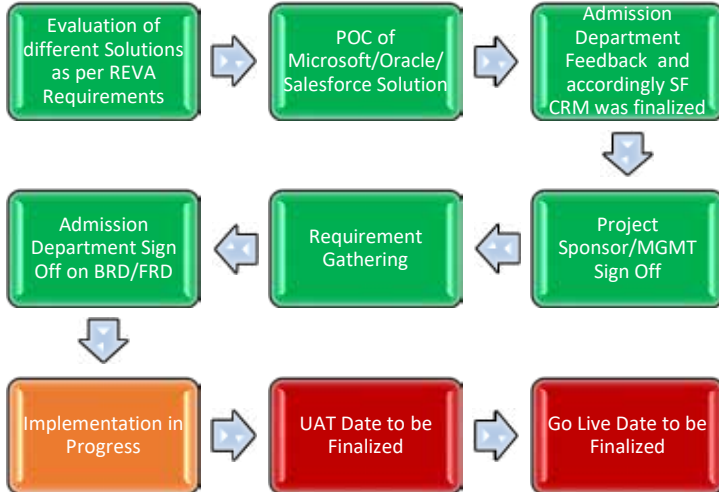 Evaluation of
different Solutions
as per REVA
Requirements
POC of
Microsoft/Oracle/
Salesforce Solution
Admission
Department
Feedback and
accordingly SF
CRM was finalized
Project
Sponsor/MGMT
Sign Off
Requirement
Gathering
Admission
Department Sign
Off on BRD/FRD
Implementation in
Progress
UAT Date to be
Finalized
Go Live Date to be
Finalized